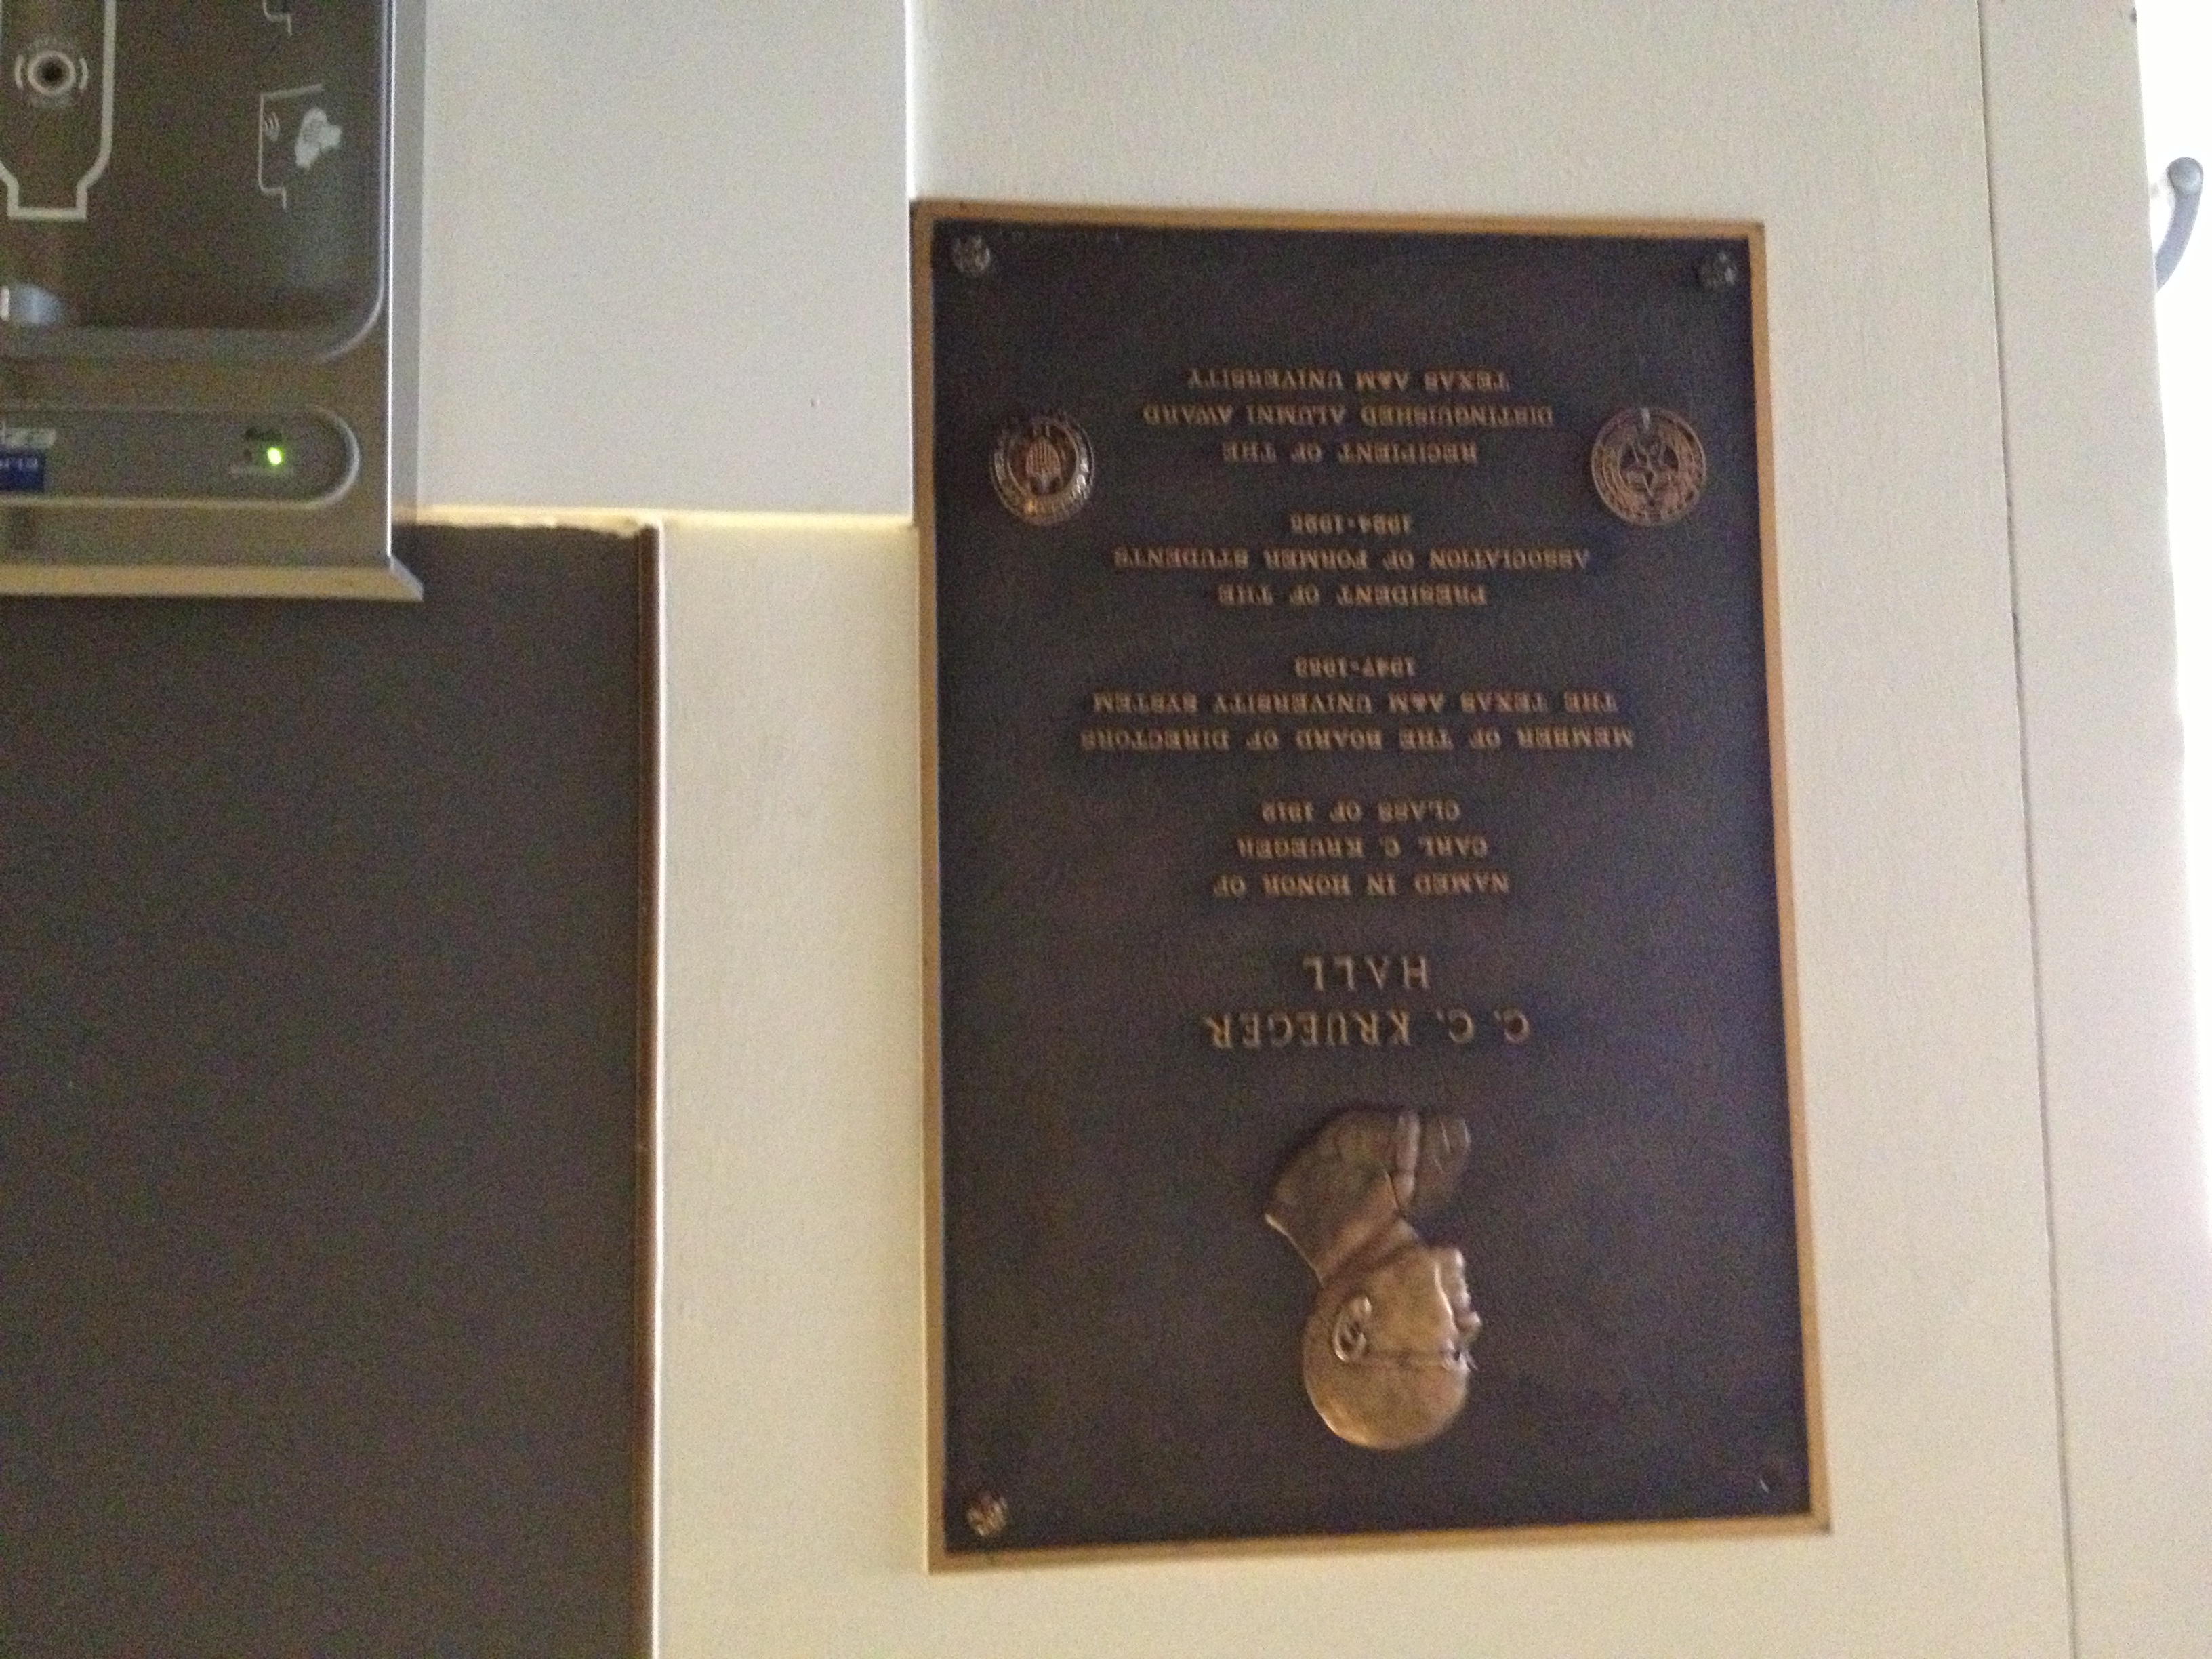 C. C. KRUEGER
HALL
NAMED IN HONOR OF
CARL C. KRUEGER
CLASS OF 1912
MEMBER OF THE BOARD OF DIRECTORS
THE TEXAS A&M UNIVERSITY SYSTEM
1947-1953
PRESIDENT OF THE
ASSOCIATION OF FORMER STUDENTS
1924-1925
RECIPIENT OF THE
DISTINGUISHED ALUMNI AWARD
TEXAS A&M UNIVERSITY